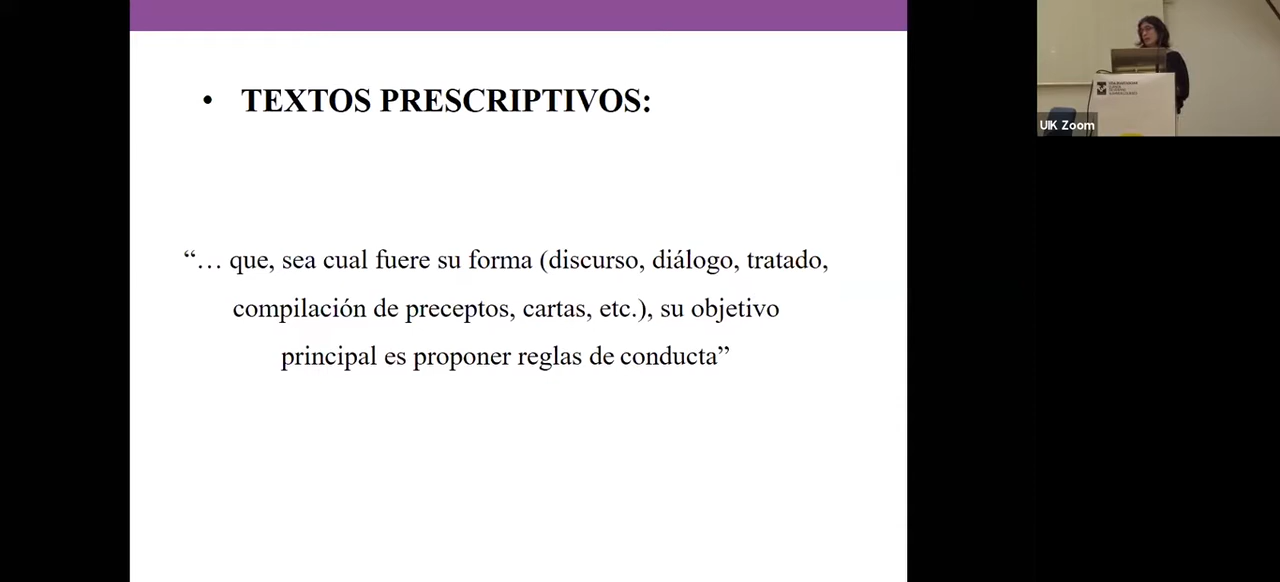 • TEXTOS PRESCRIPTIVOS:
“… que, sea cual fuere su forma (discurso, diálogo, tratado,
compilación de preceptos, cartas, etc.), su objetivo
principal es proponer reglas de conducta”
UIK Zoom